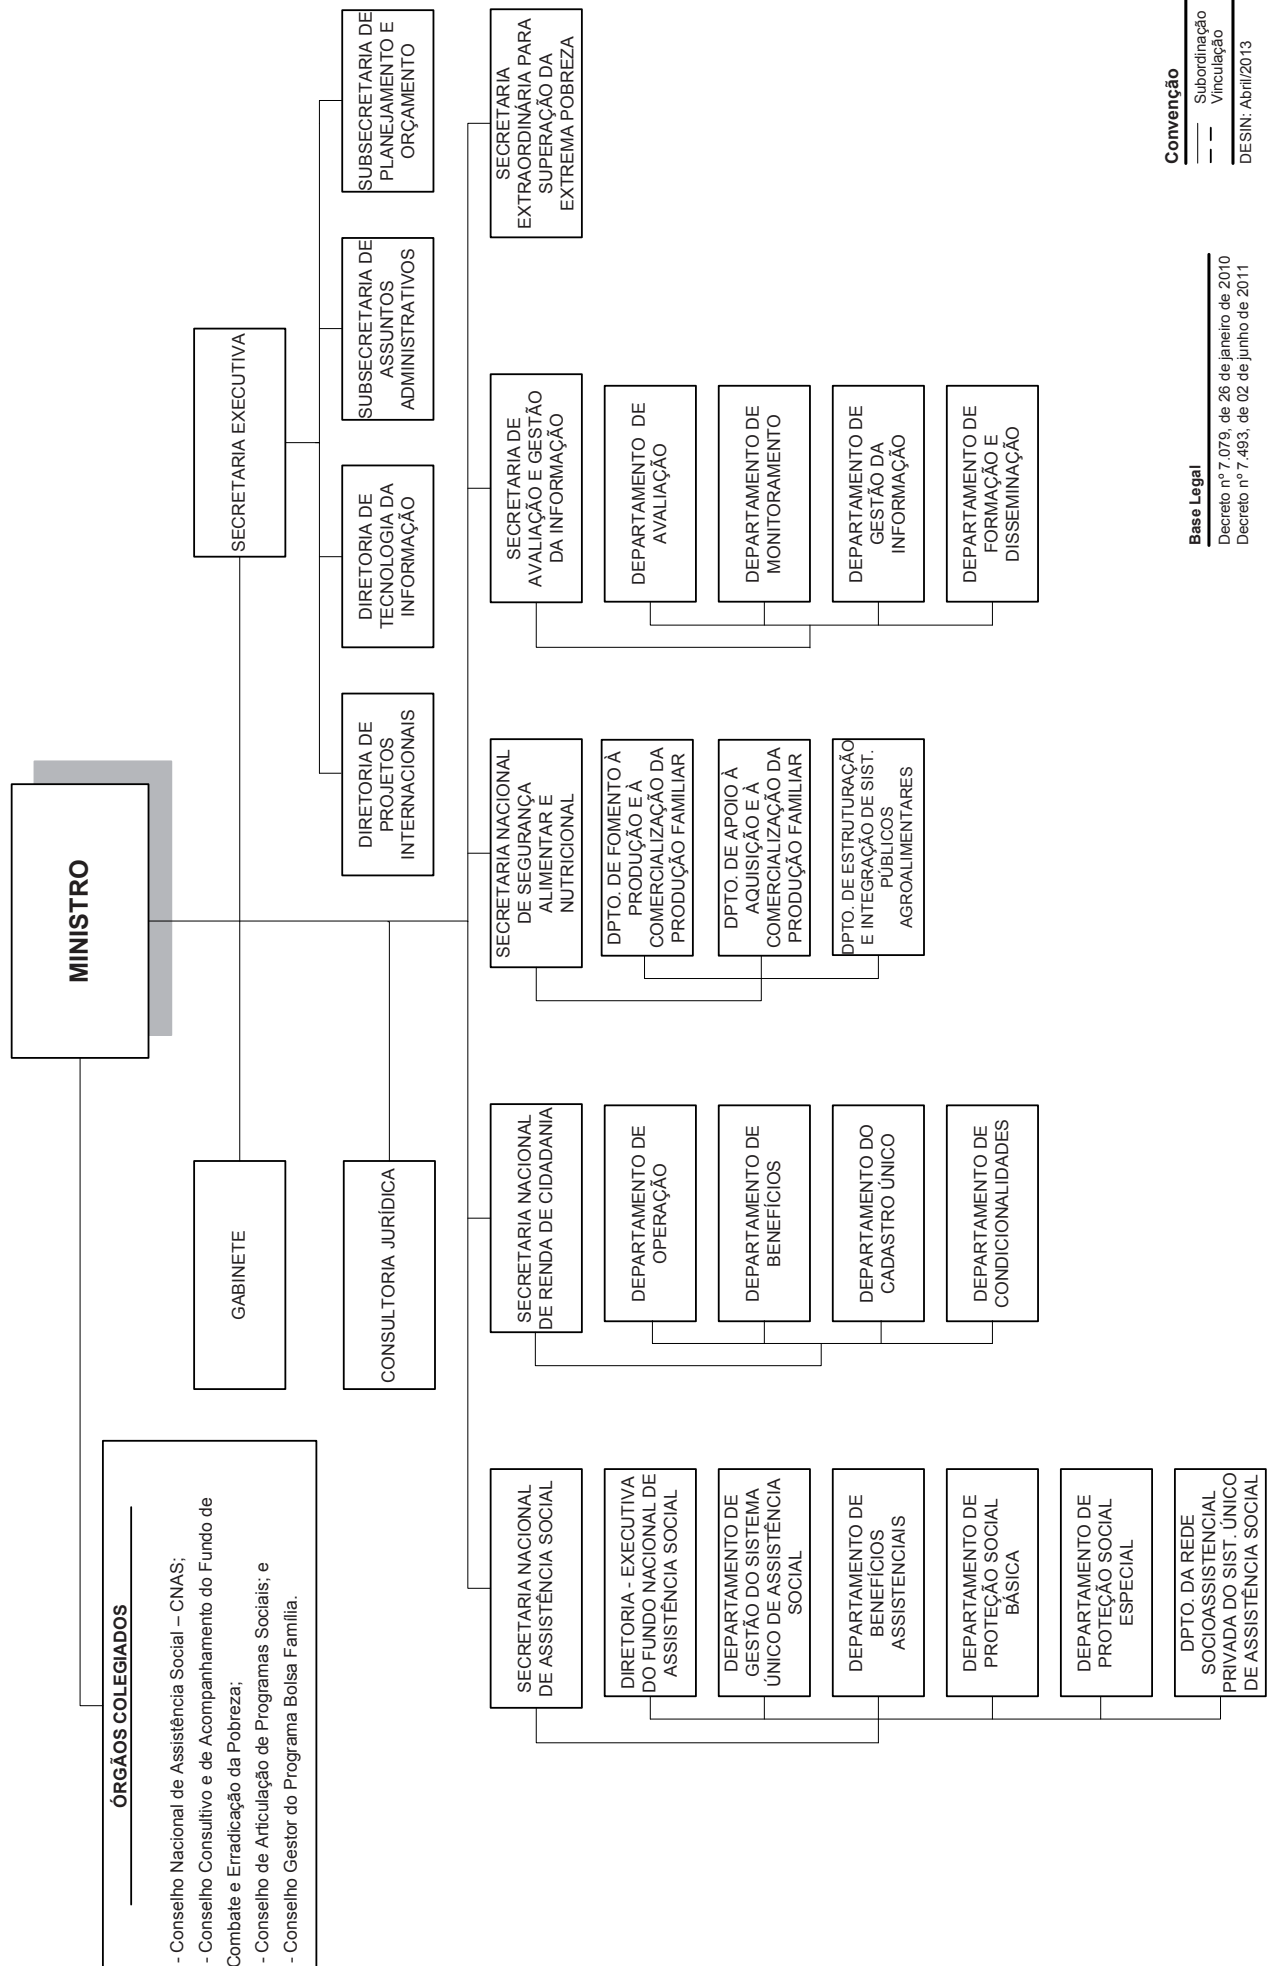 MINISTRO
ÓRGÃOS COLEGIADOS
- Conselho Nacional de Assistência Social – CNAS;
- Conselho Consultivo e de Acompanhamento do Fundo de
Combate e Erradicação da Pobreza;
- Conselho de Articulação de Programas Sociais; e
- Conselho Gestor do Programa Bolsa Família.
GABINETE
SECRETARIA EXECUTIVA
CONSULTORIA JURÍDICA
DIRETORIA DE
PROJETOS
INTERNACIONAIS
DIRETORIA DE
TECNOLOGIA DA
INFORMAÇÃO
SUBSECRETARIA DE
ASSUNTOS
ADMINISTRATIVOS
SUBSECRETARIA DE
PLANEJAMENTO E
ORÇAMENTO
SECRETARIA NACIONAL
DE ASSISTÊNCIA SOCIAL
DIRETORIA - EXECUTIVA
DO FUNDO NACIONAL DE
ASSISTÊNCIA SOCIAL
DEPARTAMENTO DE
GESTÃO DO SISTEMA
ÚNICO DE ASSISTÊNCIA
SOCIAL
DEPARTAMENTO DE
BENEFÍCIOS
ASSISTENCIAIS
DEPARTAMENTO DE
PROTEÇÃO SOCIAL
BÁSICA
DEPARTAMENTO DE
PROTEÇÃO SOCIAL
ESPECIAL
DPTO. DA REDE
SOCIOASSISTENCIAL
PRIVADA DO SIST. ÚNICO
DE ASSISTÊNCIA SOCIAL
SECRETARIA NACIONAL
DE RENDA DE CIDADANIA
DEPARTAMENTO DE
OPERAÇÃO
DEPARTAMENTO DE
BENEFÍCIOS
DEPARTAMENTO DO
CADASTRO ÚNICO
DEPARTAMENTO DE
CONDICIONALIDADES
SECRETARIA NACIONAL
DE SEGURANÇA
ALIMENTAR E
NUTRICIONAL
DPTO. DE FOMENTO À
PRODUÇÃO E À
COMERCIALIZAÇÃO DA
PRODUÇÃO FAMILIAR
DPTO. DE APOIO À
AQUISIÇÃO E À
COMERCIALIZAÇÃO DA
PRODUÇÃO FAMILIAR
DPTO. DE ESTRUTURAÇÃO
E INTEGRAÇÃO DE SIST.
PÚBLICOS
AGROALIMENTARES
SECRETARIA DE
AVALIAÇÃO E GESTÃO
DA INFORMAÇÃO
DEPARTAMENTO DE
AVALIAÇÃO
DEPARTAMENTO DE
MONITORAMENTO
DEPARTAMENTO DE
GESTÃO DA
INFORMAÇÃO
DEPARTAMENTO DE
FORMAÇÃO E
DISSEMINAÇÃO
SECRETARIA
EXTRAORDINÁRIA PARA
SUPERAÇÃO DA
EXTREMA POBREZA
Base Legal
Decreto nº 7.079, de 26 de janeiro de 2010
Decreto nº 7.493, de 02 de junho de 2011
Convenção
Subordinação
Vinculação
DESIN: Abril/2013